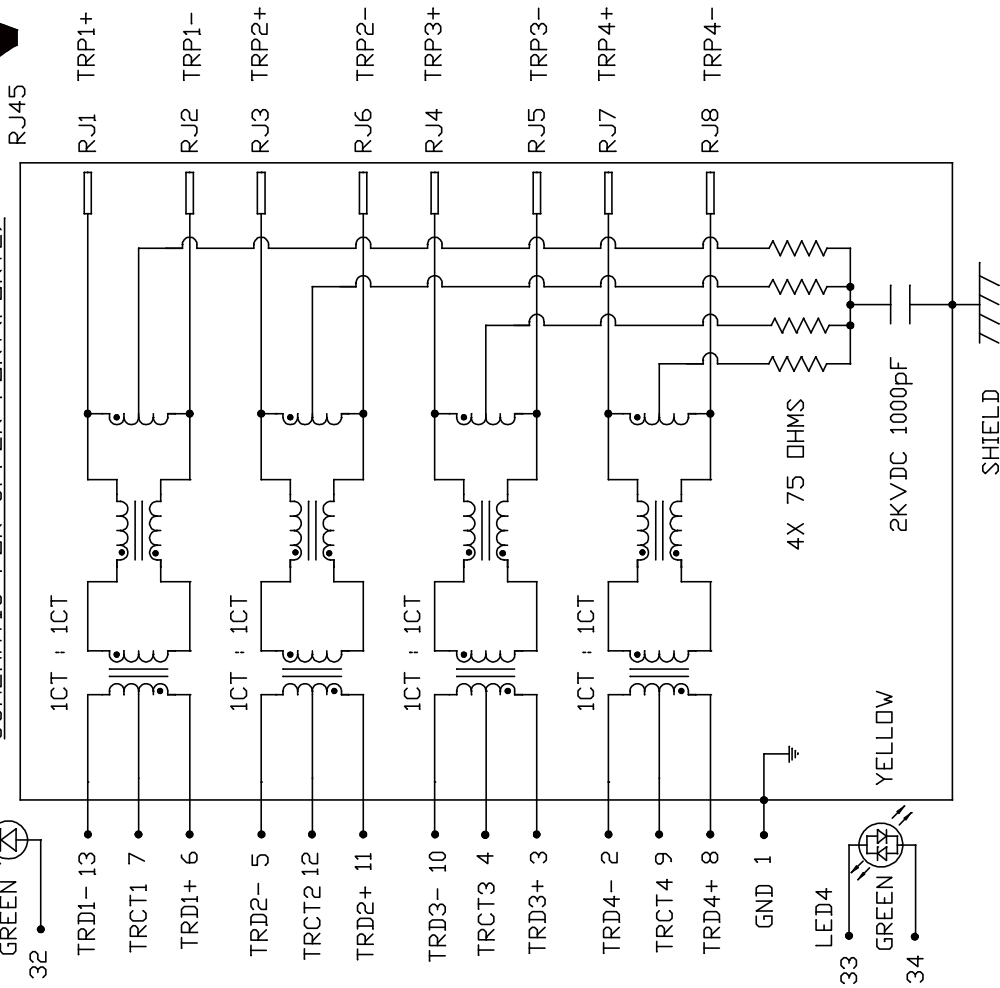 RJ45
RJ1 TRP1+
RJ2 TRP1-
RJ3 TRP2+
RJ6 TRP2-
RJ4 TRP3+
RJ5 TRP3-
RJ7 TRP4+
RJ8 TRP4-
1CT : 1CT
1CT : 1CT
1CT : 1CT
1CT : 1CT
4X 75 OHMS
2KVDC 1000pF
SHIELD
YELLOW
GREEN
32
TRD1- 13
TRCT1 7
TRD1+ 6
TRD2- 5
TRCT2 12
TRD2+ 11
TRD3- 10
TRCT3 4
TRD3+ 3
TRD4- 2
TRCT4 9
TRD4+ 8
GND 1
LED4
33
GREEN
34